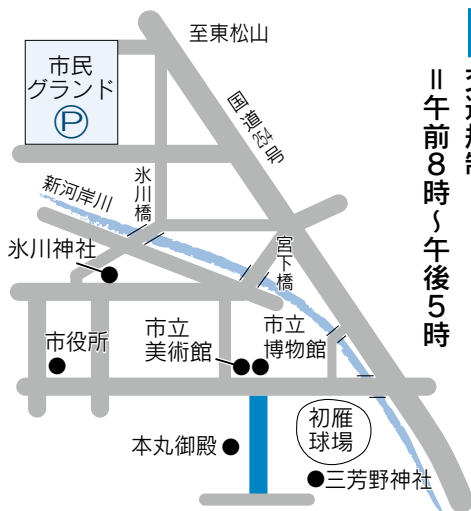 至東松山
市民
グランド
P
国道254号
＝午前8時～午後5時
新河岸川
氷川橋
宮下橋
氷川神社
市役所
市立
美術館
市立
博物館
初雁
球場
本丸御殿
三芳野神社